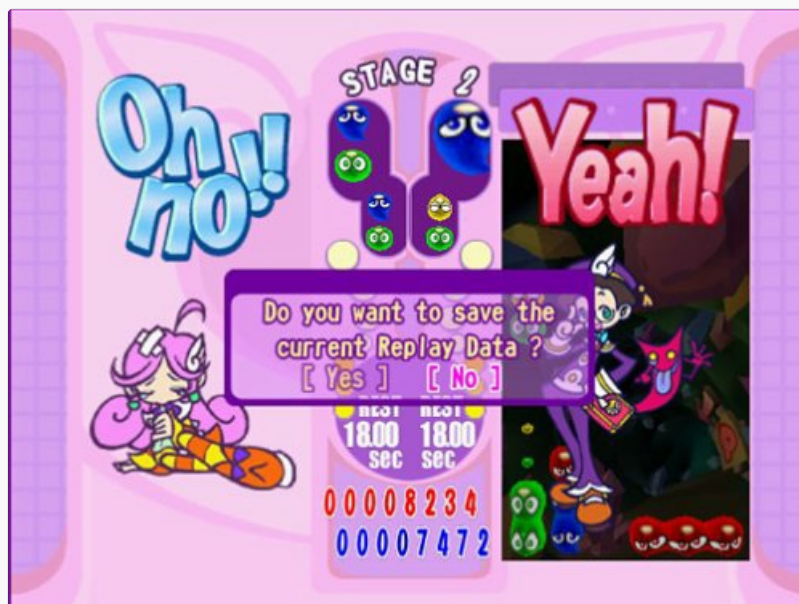 STAGE 2
Oh
no!!
Yeah!
Do you want to save the
current Replay Data ?
[ Yes ] [ No ]
REST REST
18.00 18.00
sec sec
00008234
00007472